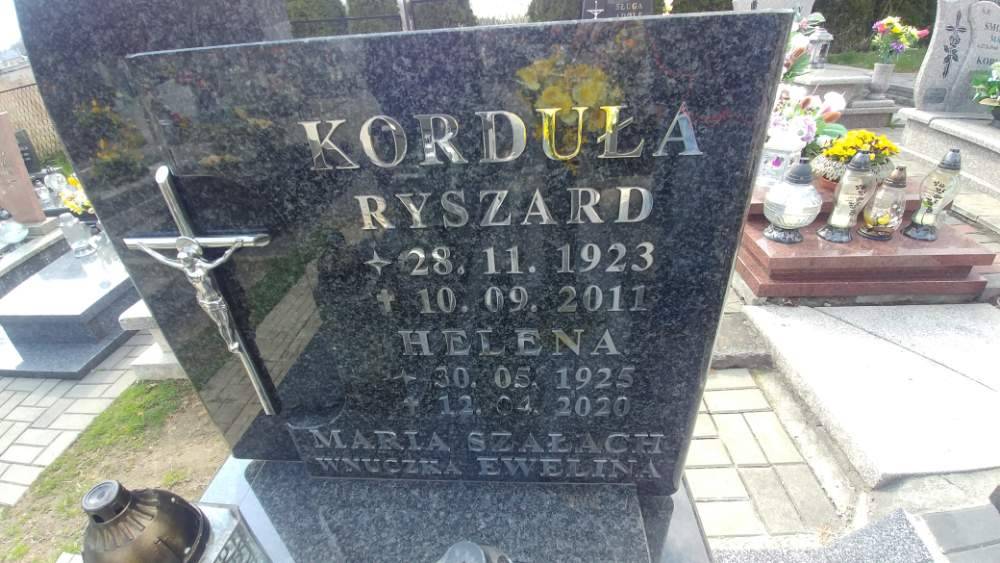 SŁUGA
KORDUŁA
RYSZARD
✦ 28. 11. 1923
✝ 10. 09. 2011
HELENA
✦ 30. 05. 1925
✝ 12. 04. 2020
MARIA SZAŁACH
WNUCZKA EWELINA